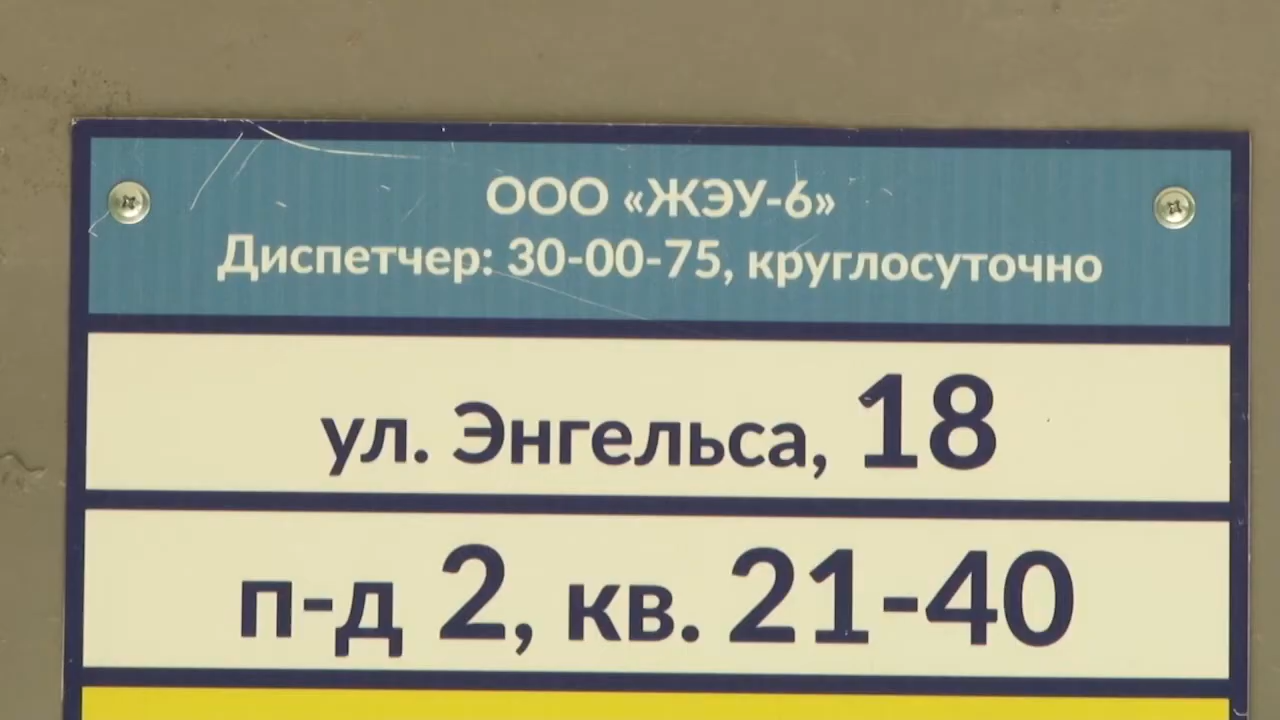 ООО «ЖЭУ-6»
Диспетчер: 30-00-75, круглосуточно
ул. Энгельса, 18
п-д 2, кв. 21-40